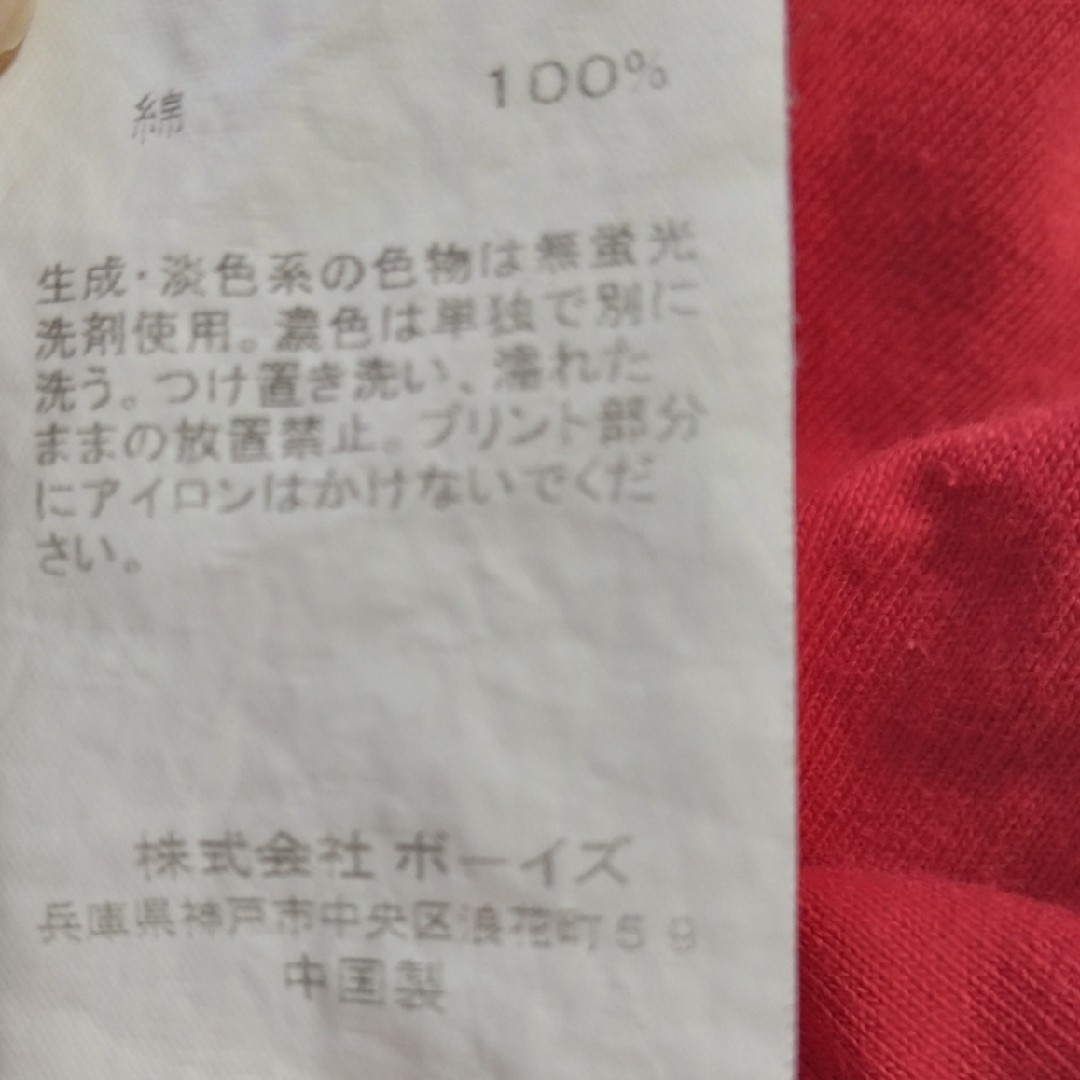 綿 100%
生成・淡色系の色物は無蛍光
洗剤使用。濃色は単独で別に
洗う。つけ置き洗い、濡れた
ままの放置禁止。プリント部分
にアイロンはかけないでくだ
さい。
株式会社 ボーイズ
兵庫県神戸市中央区浪花町59
中国製